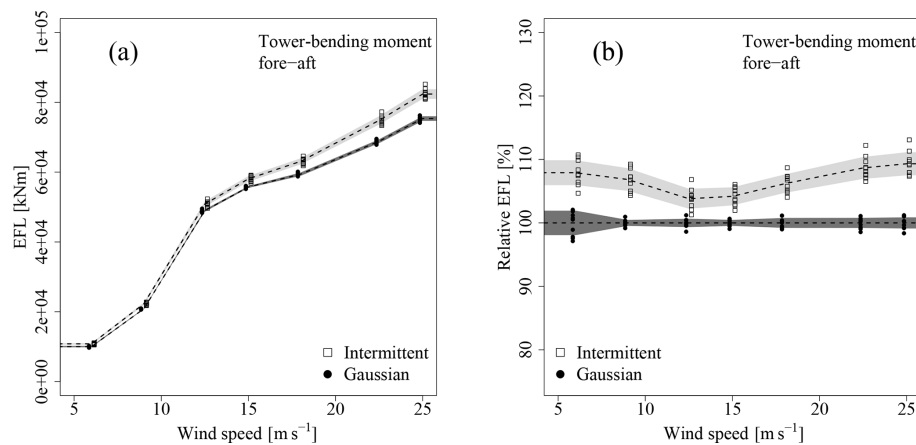 (a)
Tower-bending moment
fore−aft
EFL [kNm]
0e+00
2e+04
4e+04
6e+04
8e+04
1e+05
Intermittent
Gaussian
5 10 15 20 25
Wind speed [m s−1]
(b)
Tower-bending moment
fore−aft
Relative EFL [%]
80
90
100
110
120
130
Intermittent
Gaussian
5 10 15 20 25
Wind speed [m s−1]